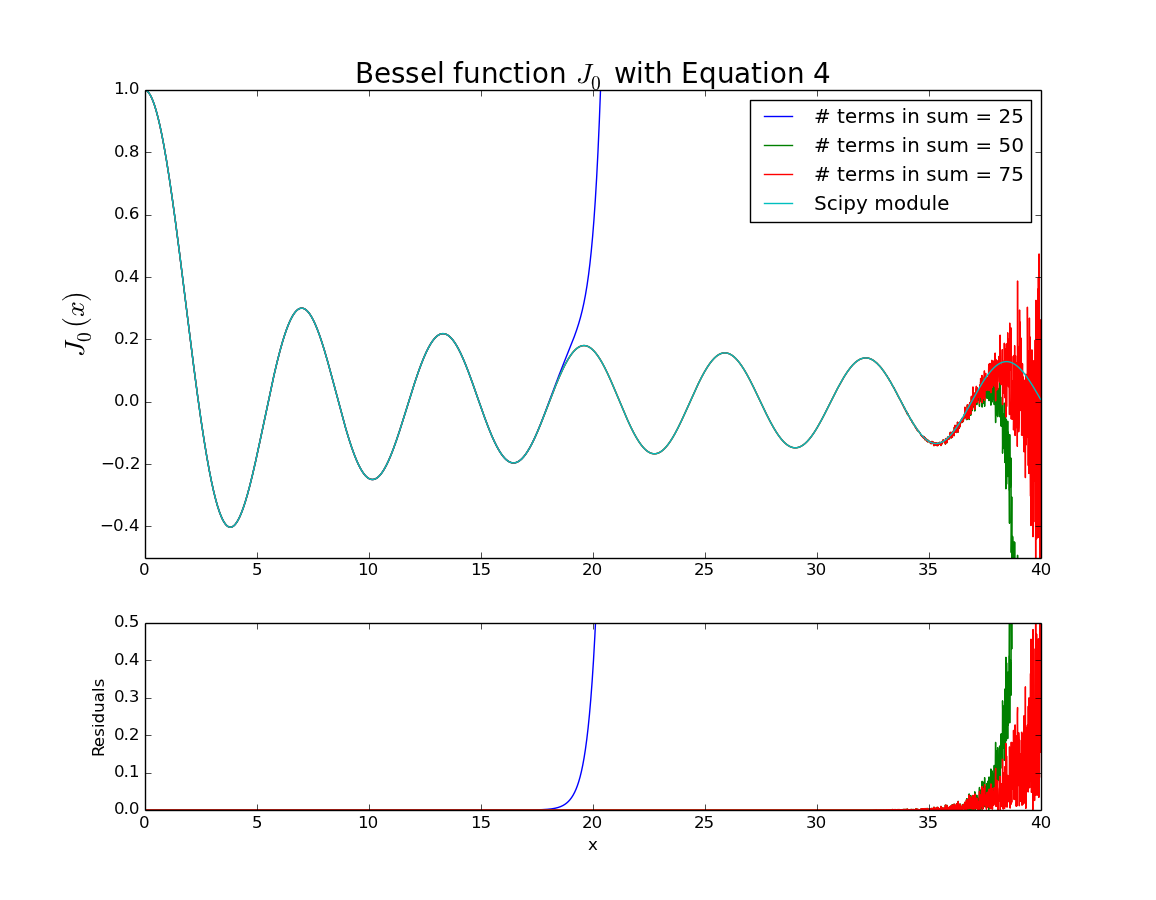 Bessel function J₀ with Equation 4
1.0
0.8
0.6
0.4
0.2
0.0
−0.2
−0.4
J₀(x)
# terms in sum = 25
# terms in sum = 50
# terms in sum = 75
Scipy module
0 5 10 15 20 25 30 35 40
0.5
0.4
0.3
0.2
0.1
0.0
Residuals
0 5 10 15 20 25 30 35 40
x